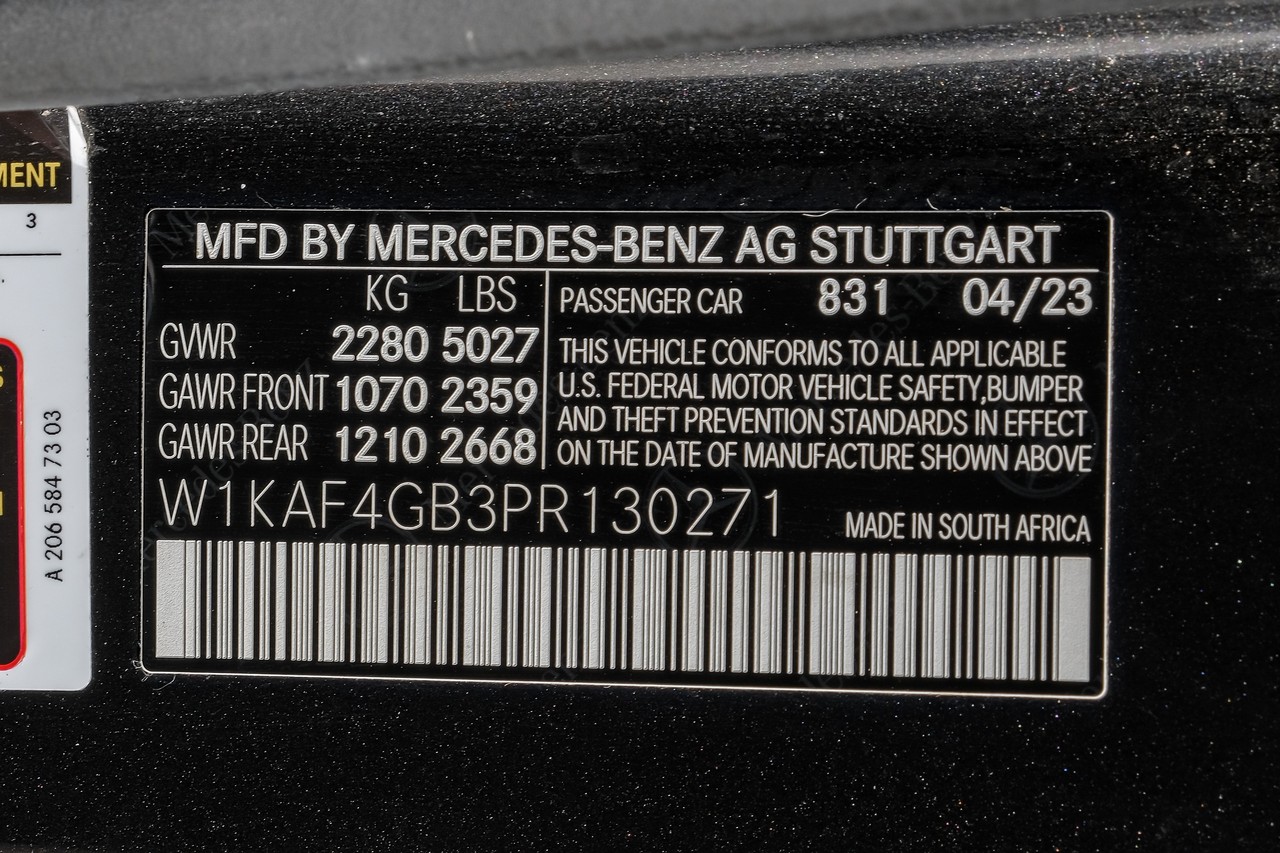 MENT
3
A 206 584 73 03
MFD BY MERCEDES-BENZ AG STUTTGART
KG LBS
GVWR 2280 5027
GAWR FRONT 1070 2359
GAWR REAR 1210 2668
PASSENGER CAR 831 04/23
THIS VEHICLE CONFORMS TO ALL APPLICABLE
U.S. FEDERAL MOTOR VEHICLE SAFETY,BUMPER
AND THEFT PREVENTION STANDARDS IN EFFECT
ON THE DATE OF MANUFACTURE SHOWN ABOVE
W1KAF4GB3PR130271
MADE IN SOUTH AFRICA